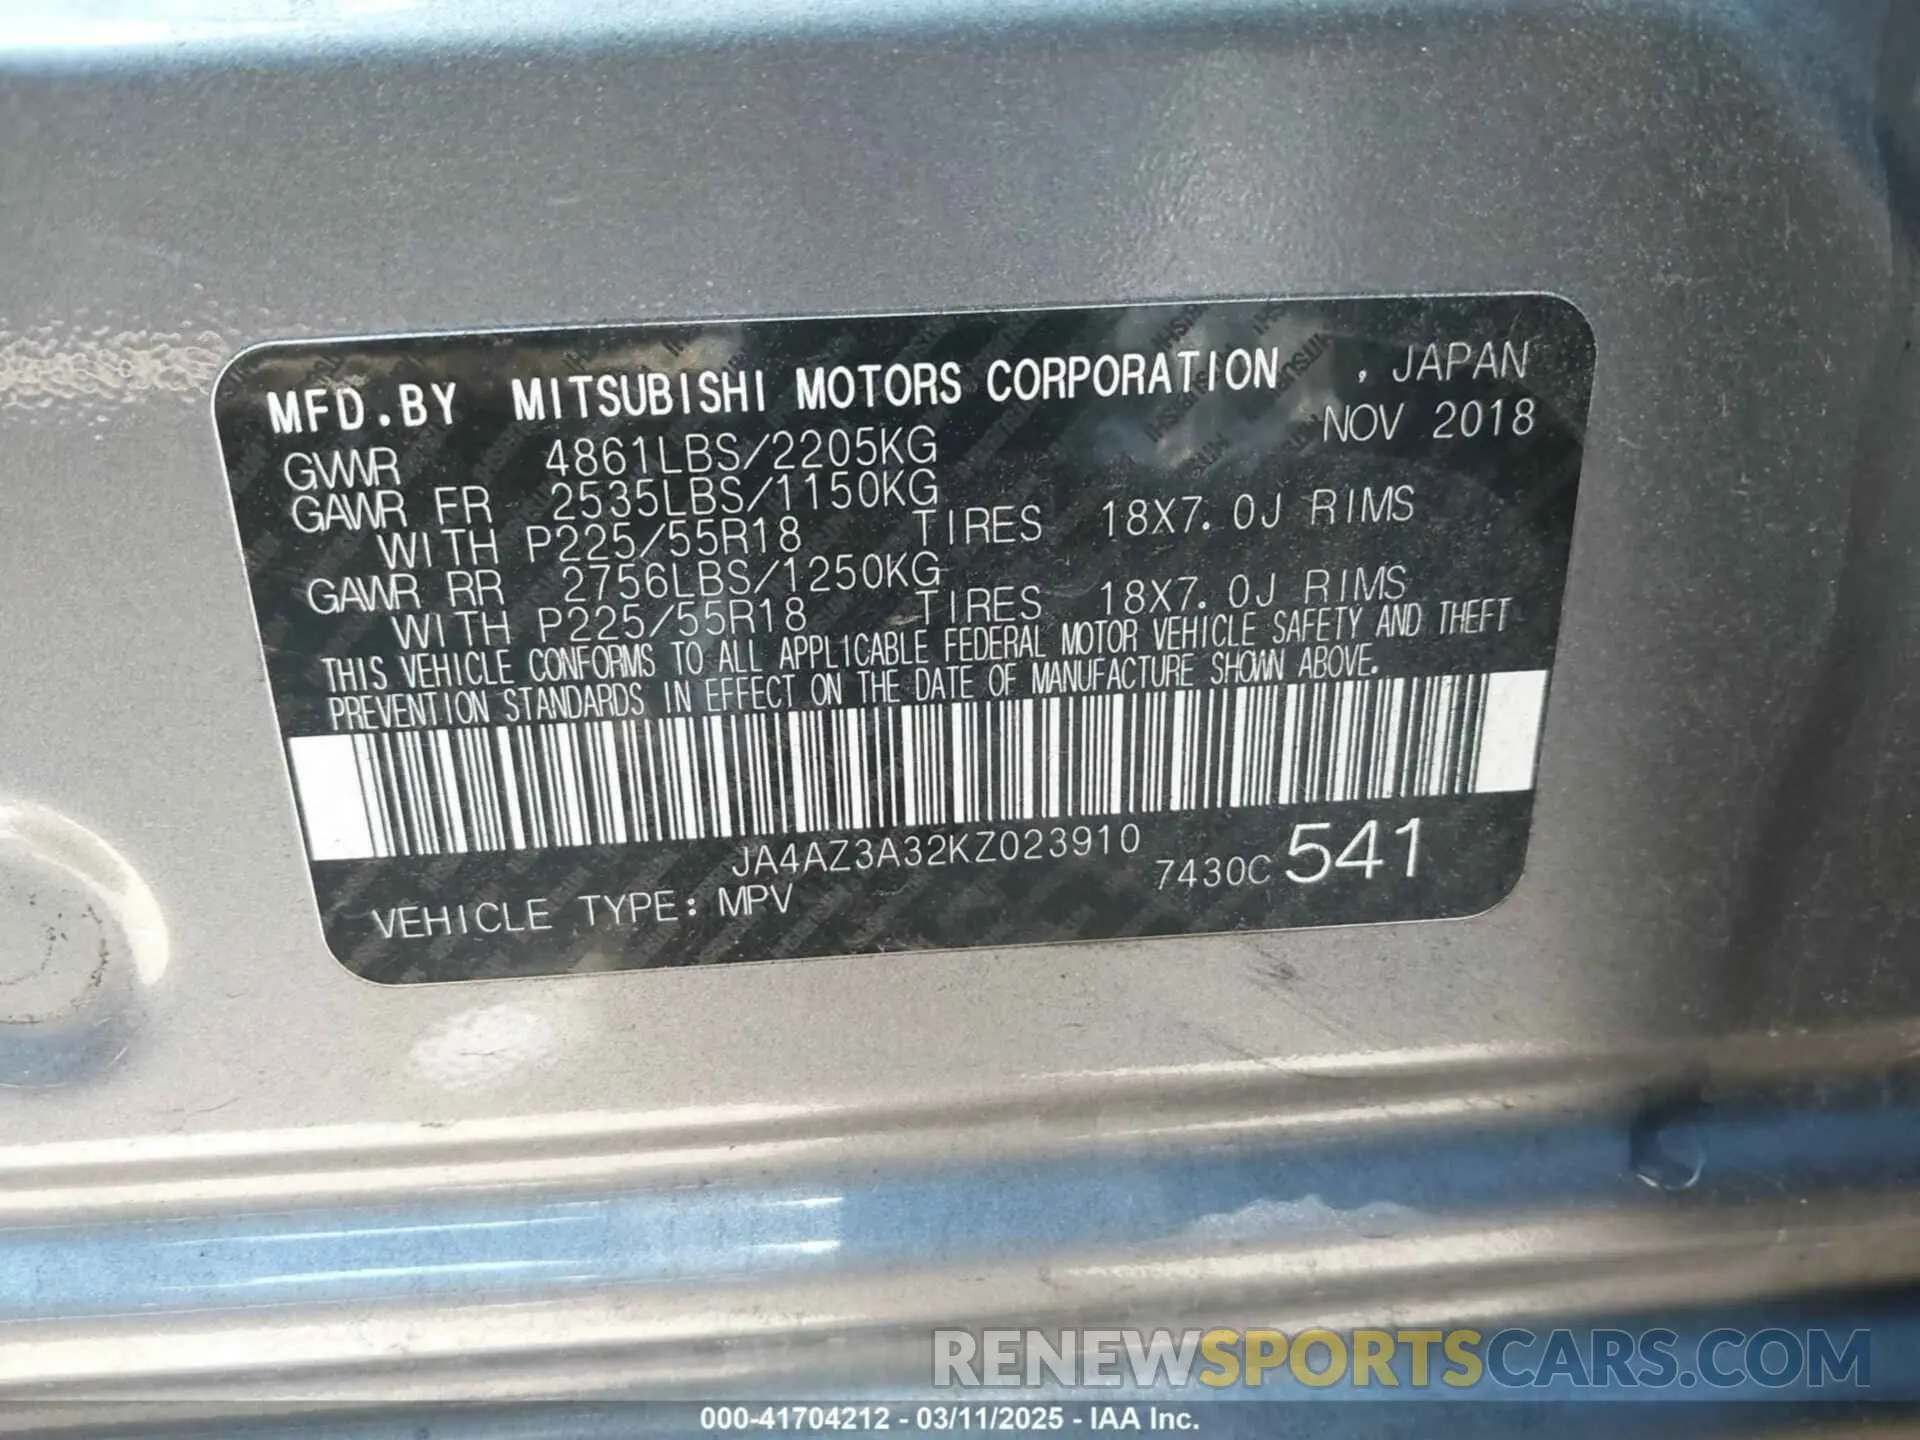 MFD.BY MITSUBISHI MOTORS CORPORATION , JAPAN
NOV 2018
GVWR 4861LBS/2205KG
GAWR FR 2535LBS/1150KG
WITH P225/55R18 TIRES 18X7.0J RIMS
GAWR RR 2756LBS/1250KG
WITH P225/55R18 TIRES 18X7.0J RIMS
THIS VEHICLE CONFORMS TO ALL APPLICABLE FEDERAL MOTOR VEHICLE SAFETY AND THEFT
PREVENTION STANDARDS IN EFFECT ON THE DATE OF MANUFACTURE SHOWN ABOVE.
JA4AZ3A32KZ023910
7430C 541
VEHICLE TYPE: MPV
RENEWSPORTSCARS.COM
000-41704212 - 03/11/2025 - IAA Inc.